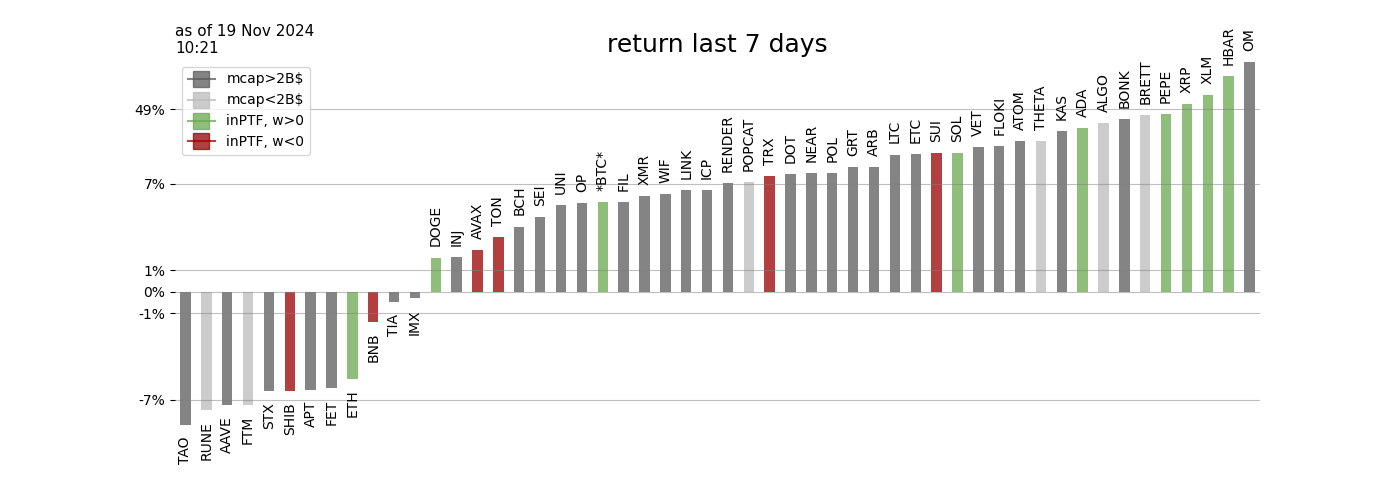 as of 19 Nov 2024
10:21
return last 7 days
mcap>2B$
mcap<2B$
inPTF, w>0
inPTF, w<0
49%
7%
1%
0%
-1%
-7%
TAO
RUNE
AAVE
FTM
STX
SHIB
APT
FET
ETH
BNB
TIA
IMX
DOGE
INJ
AVAX
TON
BCH
SEI
UNI
OP
*BTC*
FIL
XMR
WIF
LINK
ICP
RENDER
POPCAT
TRX
DOT
NEAR
POL
GRT
ARB
LTC
ETC
SUI
SOL
VET
FLOKI
ATOM
THETA
KAS
ADA
ALGO
BONK
BRETT
PEPE
XRP
XLM
HBAR
OM